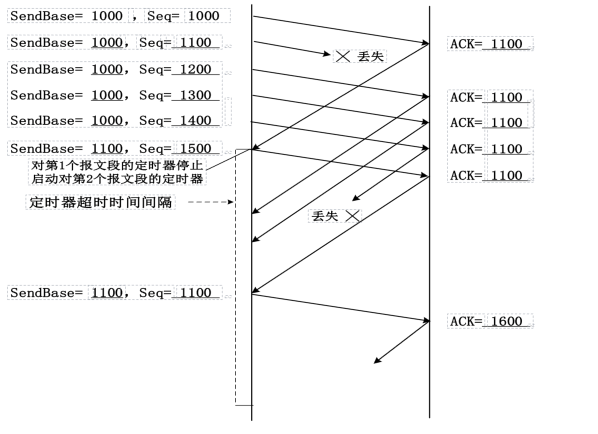 SendBase= 1000 ，Seq= 1000
SendBase= 1000，Seq= 1100
ACK= 1100
丢失
SendBase= 1000，Seq= 1200
SendBase= 1000，Seq= 1300
ACK= 1100
SendBase= 1000，Seq= 1400
ACK= 1100
SendBase= 1100，Seq= 1500
ACK= 1100
对第1个报文段的定时器停止
启动对第2个报文段的定时器
ACK= 1100
定时器超时时间间隔
丢失
SendBase= 1100，Seq= 1100
ACK= 1600